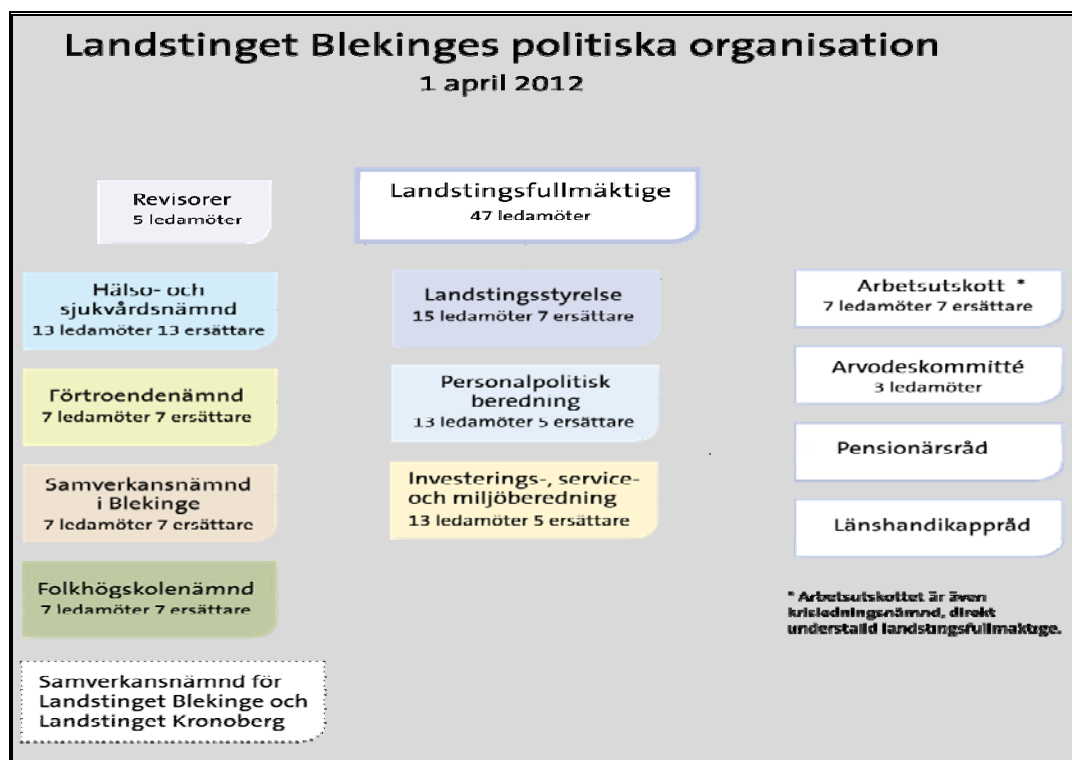 Landstinget Blekinges politiska organisation
1 april 2012
Revisorer
5 ledamöter
Landstingsfullmäktige
47 ledamöter
Hälso- och
sjukvårdsnämnd
13 ledamöter 13 ersättare
Förtroendenämnd
7 ledamöter 7 ersättare
Samverkansnämnd
i Blekinge
7 ledamöter 7 ersättare
Folkhögskolenämnd
7 ledamöter 7 ersättare
Samverkansnämnd för
Landstinget Blekinge och
Landstinget Kronoberg
Landstingsstyrelse
15 ledamöter 7 ersättare
Personalpolitisk
beredning
13 ledamöter 5 ersättare
Investerings-, service-
och miljöberedning
13 ledamöter 5 ersättare
Arbetsutskott *
7 ledamöter 7 ersättare
Arvodeskommitté
3 ledamöter
Pensionärsråd
Länshandikappråd
* Arbetsutskottet är även
krisledningsnämnd, direkt
underställd landstingsfullmäktige.